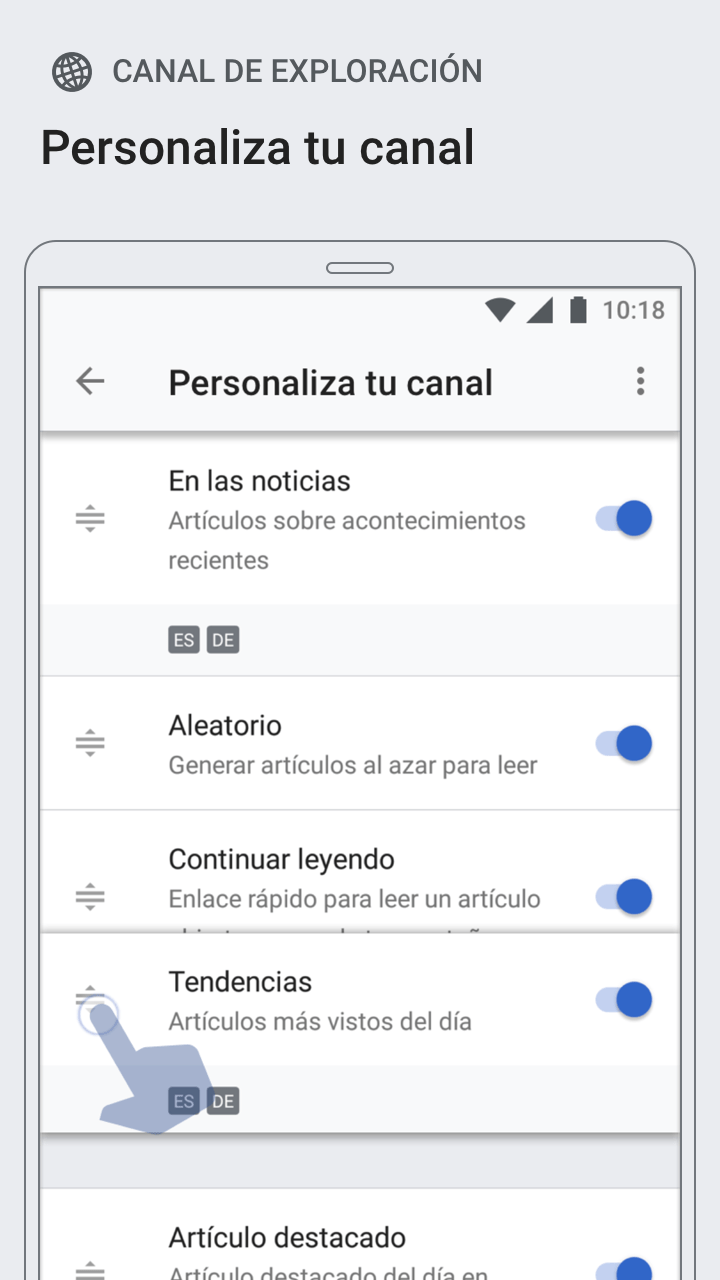 CANAL DE EXPLORACIÓN
Personaliza tu canal
10:18
Personaliza tu canal
En las noticias
Artículos sobre acontecimientos
recientes
ES DE
Aleatorio
Generar artículos al azar para leer
Continuar leyendo
Enlace rápido para leer un artículo
Tendencias
Artículos más vistos del día
ES DE
Artículo destacado
Artículo destacado del día en